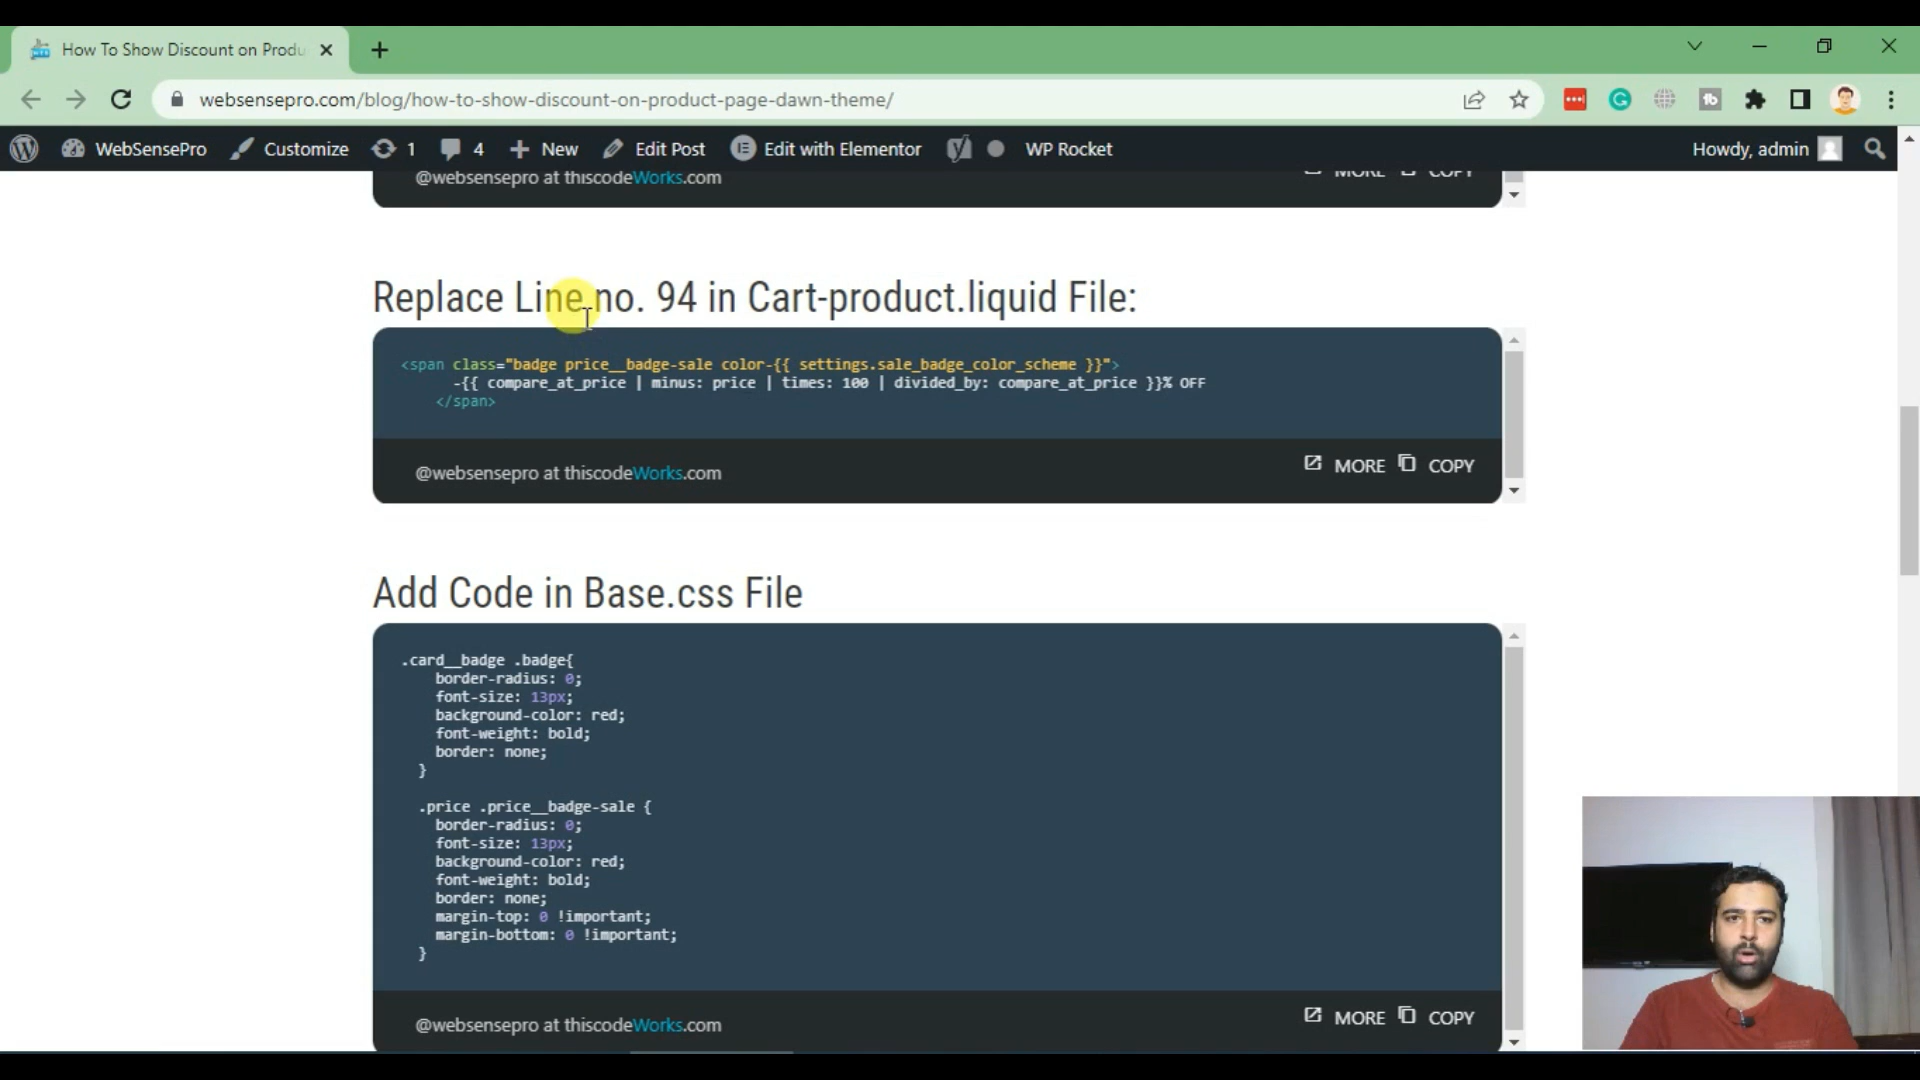 How To Show Discount on Produ
websensepro.com/blog/how-to-show-discount-on-product-page-dawn-theme/
WebSensePro Customize 1 4 New Edit Post Edit with Elementor WP Rocket Howdy, admin
@websensepro at thiscodeWorks.com MORE COPY
Replace Line no. 94 in Cart-product.liquid File:
<span class="badge price__badge-sale color-{{ settings.sale_badge_color_scheme }}">
-{{ compare_at_price | minus: price | times: 100 | divided_by: compare_at_price }}% OFF
</span>
@websensepro at thiscodeWorks.com MORE COPY
Add Code in Base.css File
.card__badge .badge{
border-radius: 0;
font-size: 13px;
background-color: red;
font-weight: bold;
border: none;
}
.price .price__badge-sale {
border-radius: 0;
font-size: 13px;
background-color: red;
font-weight: bold;
border: none;
margin-top: 0 !important;
margin-bottom: 0 !important;
}
@websensepro at thiscodeWorks.com MORE COPY